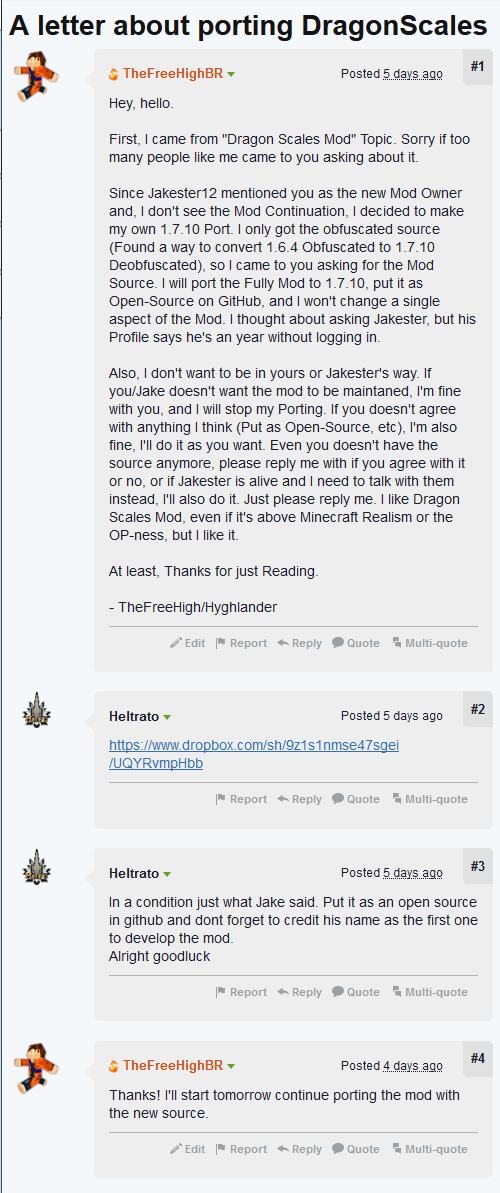 A letter about porting DragonScales
TheFreeHighBR
Posted 5 days ago
#1
Hey, hello.
First, I came from "Dragon Scales Mod" Topic. Sorry if too
many people like me came to you asking about it.
Since Jakester12 mentioned you as the new Mod Owner
and, I don't see the Mod Continuation, I decided to make
my own 1.7.10 Port. I only got the obfuscated source
(Found a way to convert 1.6.4 Obfuscated to 1.7.10
Deobfuscated), so I came to you asking for the Mod
Source. I will port the Fully Mod to 1.7.10, put it as
Open-Source on GitHub, and I won't change a single
aspect of the Mod. I thought about asking Jakester, but his
Profile says he's an year without logging in.
Also, I don't want to be in yours or Jakester's way. If
you/Jake doesn't want the mod to be maintaned, I'm fine
with you, and I will stop my Porting. If you doesn't agree
with anything I think (Put as Open-Source, etc), I'm also
fine, I'll do it as you want. Even you doesn't have the
source anymore, please reply me with if you agree with it
or no, or if Jakester is alive and I need to talk with them
instead, I'll also do it. Just please reply me. I like Dragon
Scales Mod, even if it's above Minecraft Realism or the
OP-ness, but I like it.
At least, Thanks for just Reading.
- TheFreeHigh/Hyghlander
Edit Report Reply Quote Multi-quote
Heltrato
Posted 5 days ago
#2
https://www.dropbox.com/sh/9z1s1nmse47sgei
/UQYRvmpHbb
Report Reply Quote Multi-quote
Heltrato
Posted 5 days ago
#3
In a condition just what Jake said. Put it as an open source
in github and dont forget to credit his name as the first one
to develop the mod.
Alright goodluck
Report Reply Quote Multi-quote
TheFreeHighBR
Posted 4 days ago
#4
Thanks! I'll start tomorrow continue porting the mod with
the new source.
Edit Report Reply Quote Multi-quote